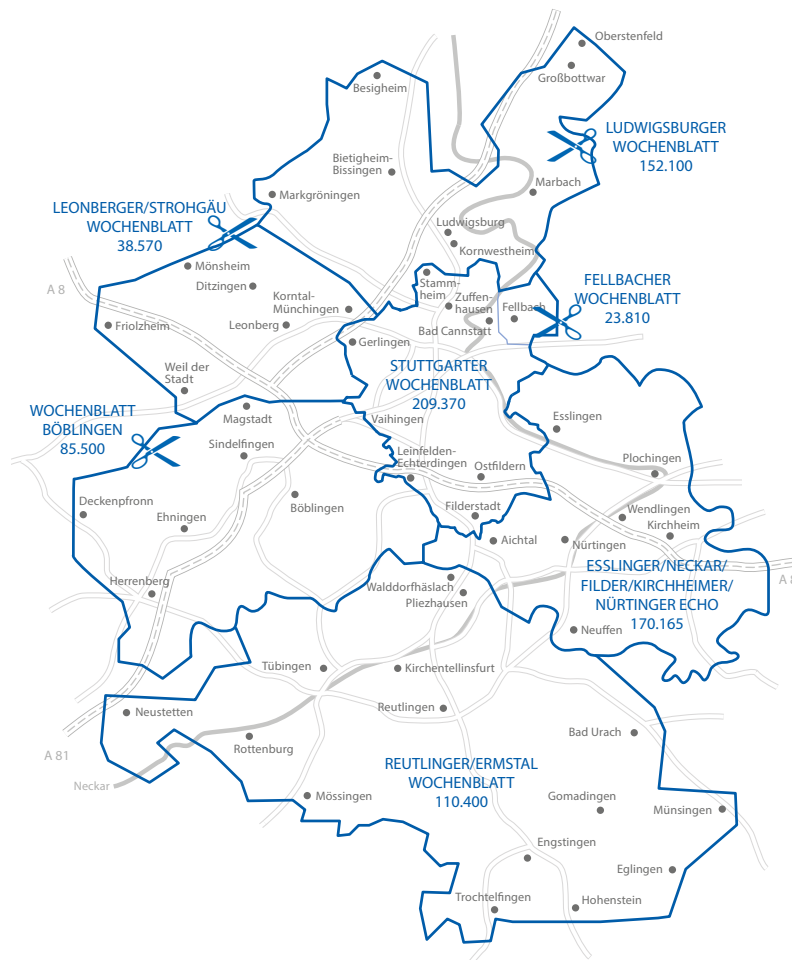 Oberstenfeld
Großbottwar
Besigheim
LUDWIGSBURGER
WOCHENBLATT
152.100
Bietigheim-
Bissingen
Marbach
Markgröningen
LEONBERGER/STROHGÄU
WOCHENBLATT
38.570
Ludwigsburg
Kornwestheim
Mönsheim
Ditzingen
Stamm-
heim
FELLBACHER
WOCHENBLATT
23.810
A 8
Korntal-
Münchingen
Zuffen-
hausen
Fellbach
Friolzheim
Leonberg
Bad Cannstatt
Gerlingen
STUTTGARTER
WOCHENBLATT
209.370
Weil der
Stadt
WOCHENBLATT
BÖBLINGEN
85.500
Magstadt
Vaihingen
Esslingen
Sindelfingen
Leinfelden-
Echterdingen
Ostfildern
Plochingen
Deckenpfronn
Böblingen
Ehningen
Filderstadt
Wendlingen
Kirchheim
Aichtal
Nürtingen
ESSLINGER/NECKAR/
FILDER/KIRCHHEIMER/
NÜRTINGER ECHO
170.165
A 8
Herrenberg
Walddorfhäslach
Pliezhausen
Neuffen
Tübingen
Kirchentellinsfurt
Neustetten
Reutlingen
Rottenburg
Bad Urach
A 81
Neckar
REUTLINGER/ERMSTAL
WOCHENBLATT
110.400
Mössingen
Gomadingen
Münsingen
Engstingen
Eglingen
Trochtelfingen
Hohenstein